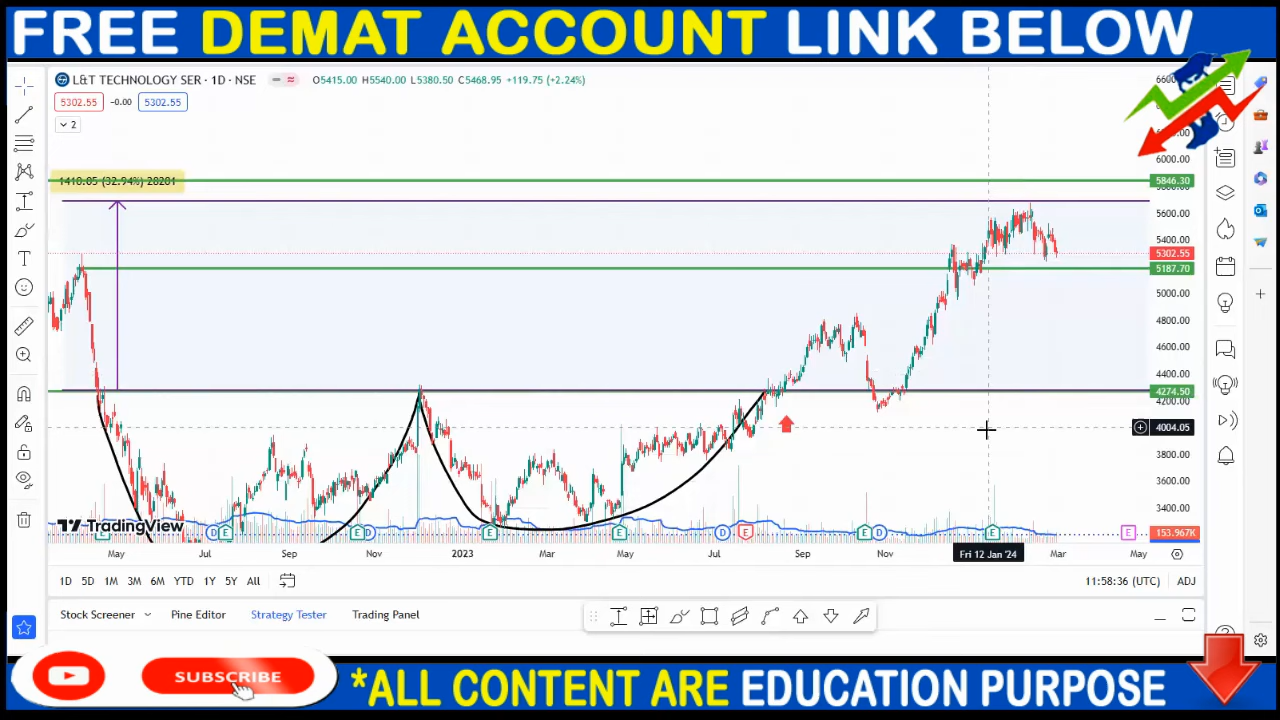 FREE DEMAT ACCOUNT LINK BELOW
L&T TECHNOLOGY SER · 1D · NSE O5415.00 H5540.00 L5380.50 C5468.95 +119.75 (+2.24%)
5302.55 -0.00 5302.55
2
6000.00
1410.05 (32.94%) 28201
5846.30
5600.00
5400.00
5302.55
5187.70
5000.00
4800.00
4600.00
4400.00
4274.50
4200.00
4004.05
3800.00
3600.00
3400.00
TradingView
E D E E D E E D E E D E E
153.967K
May Jul Sep Nov 2023 Mar May Jul Sep Nov Fri 12 Jan '24 Mar May
1D 5D 1M 3M 6M YTD 1Y 5Y All 11:58:36 (UTC) ADJ
Stock Screener Pine Editor Strategy Tester Trading Panel
SUBSCRIBE
*ALL CONTENT ARE EDUCATION PURPOSE